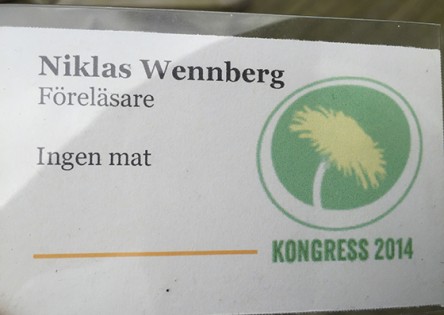 Niklas Wennberg
Föreläsare
Ingen mat
KONGRESS 2014